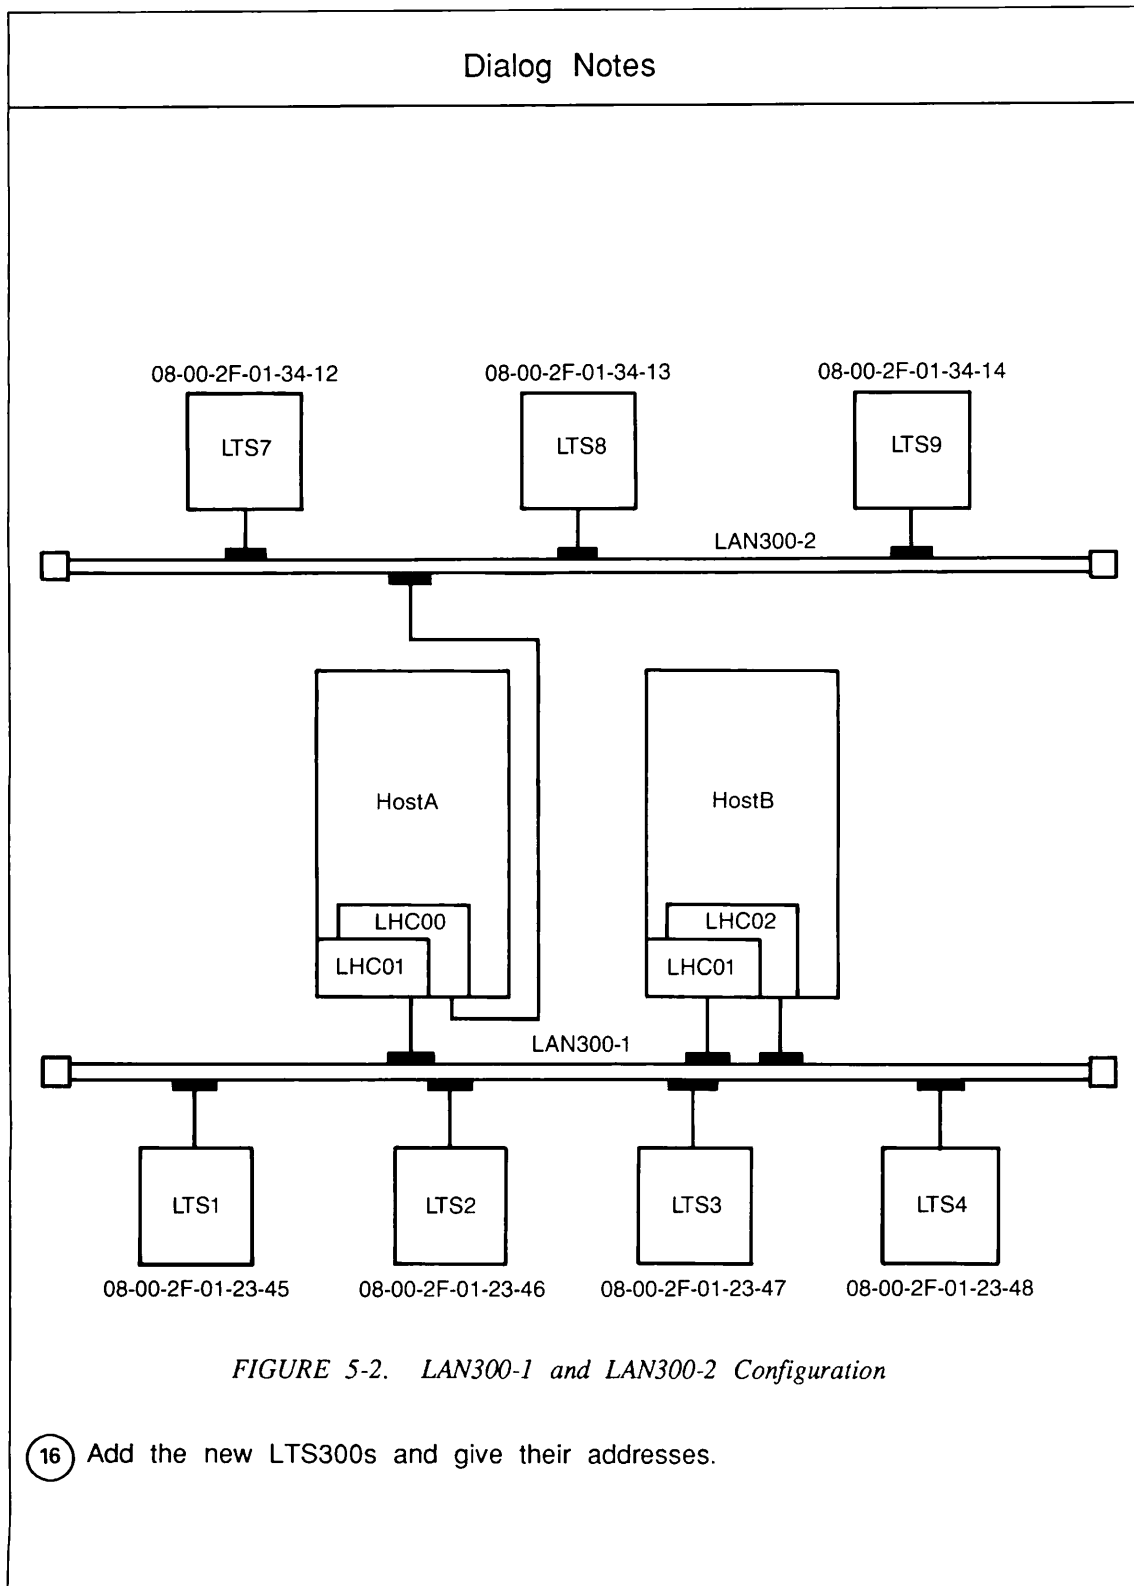 Dialog Notes
08-00-2F-01-34-12
08-00-2F-01-34-13
08-00-2F-01-34-14
LTS7
LTS8
LTS9
LAN300-2
HostA
HostB
LHC00
LHC02
LHC01
LHC01
LAN300-1
LTS1
LTS2
LTS3
LTS4
08-00-2F-01-23-45
08-00-2F-01-23-46
08-00-2F-01-23-47
08-00-2F-01-23-48
FIGURE 5-2. LAN300-1 and LAN300-2 Configuration
16 Add the new LTS300s and give their addresses.